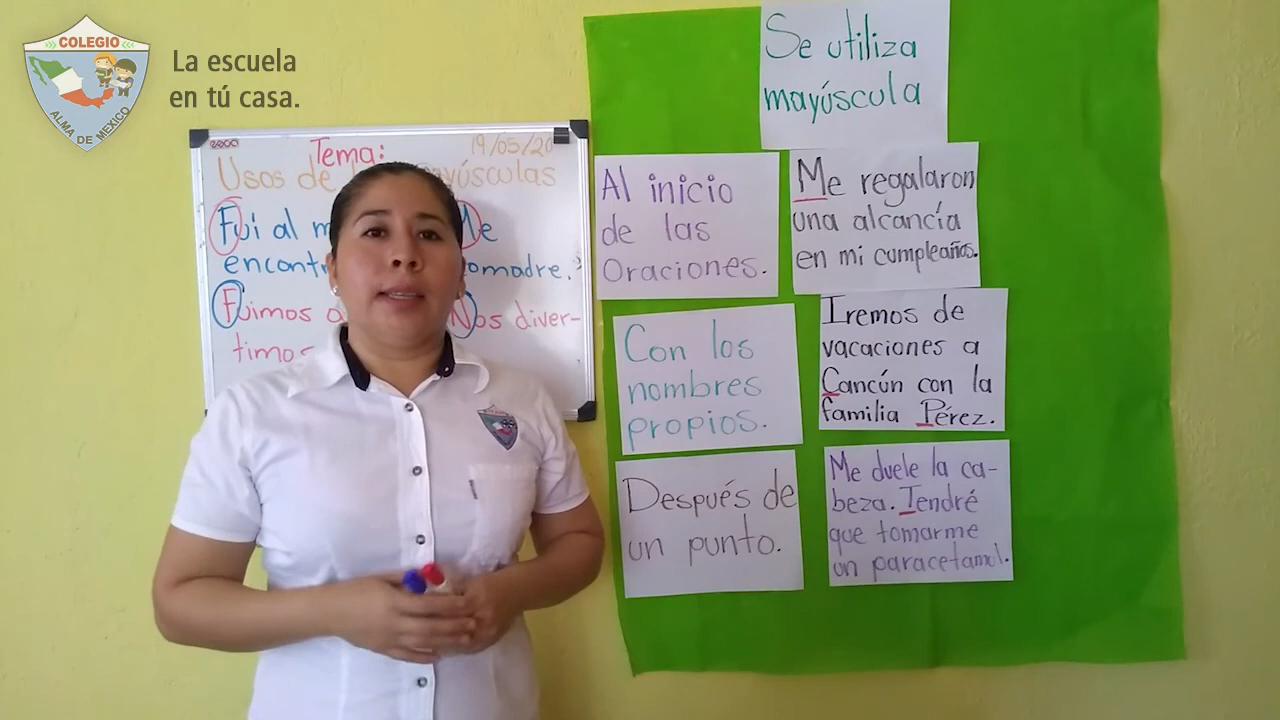 COLEGIO
ALMA DE MEXICO
La escuela
en tú casa.
Tema:
19/05/20
Usos de
Fui al
Me
encont
comadre.
Fuimos
Nos diver-
timos
Se utiliza
mayúscula
Al inicio
de las
Oraciones.
Me regalaron
una alcancía
en mi cumpleaños.
Con los
nombres
propios.
Iremos de
vacaciones a
Cancún con la
familia Pérez.
Después de
un punto.
Me duele la ca-
beza. Tendré
que tomarme
un paracetamol.